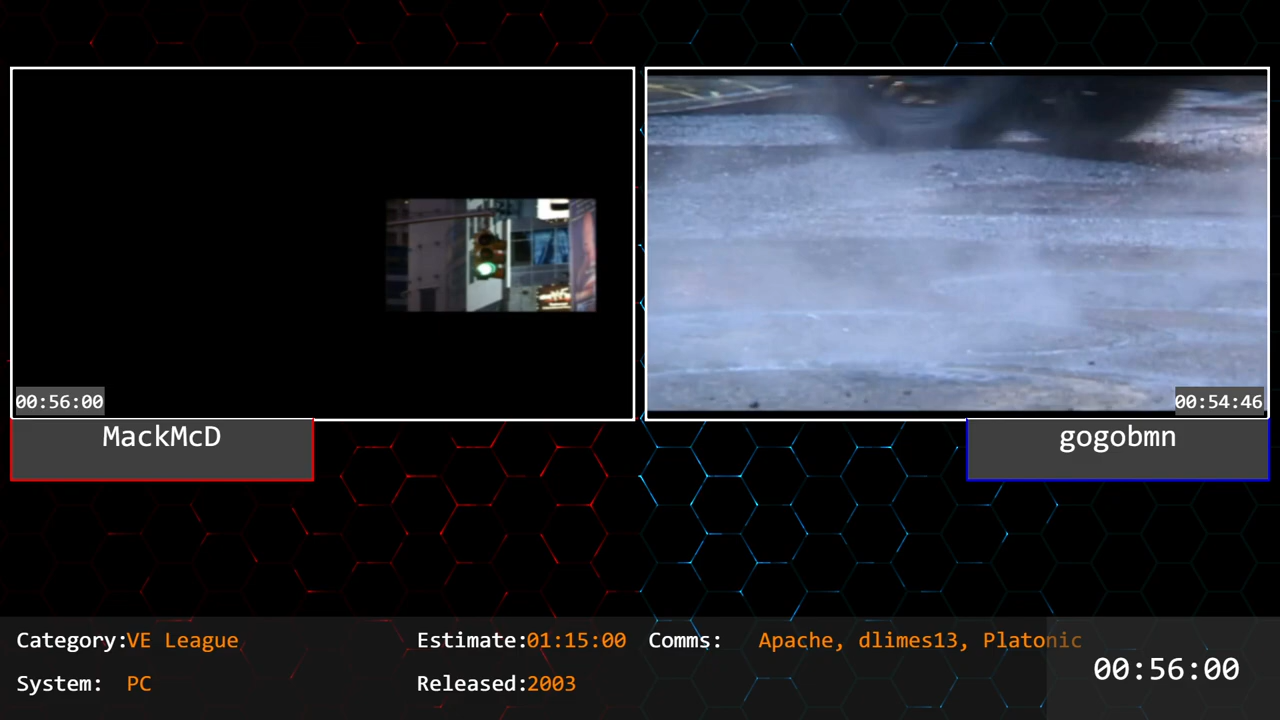 00:56:00
00:54:46
MackMcD
gogobmn
Category: VE League
Estimate: 01:15:00
Comms: Apache, dlimes13, Platonic
System: PC
Released: 2003
00:56:00